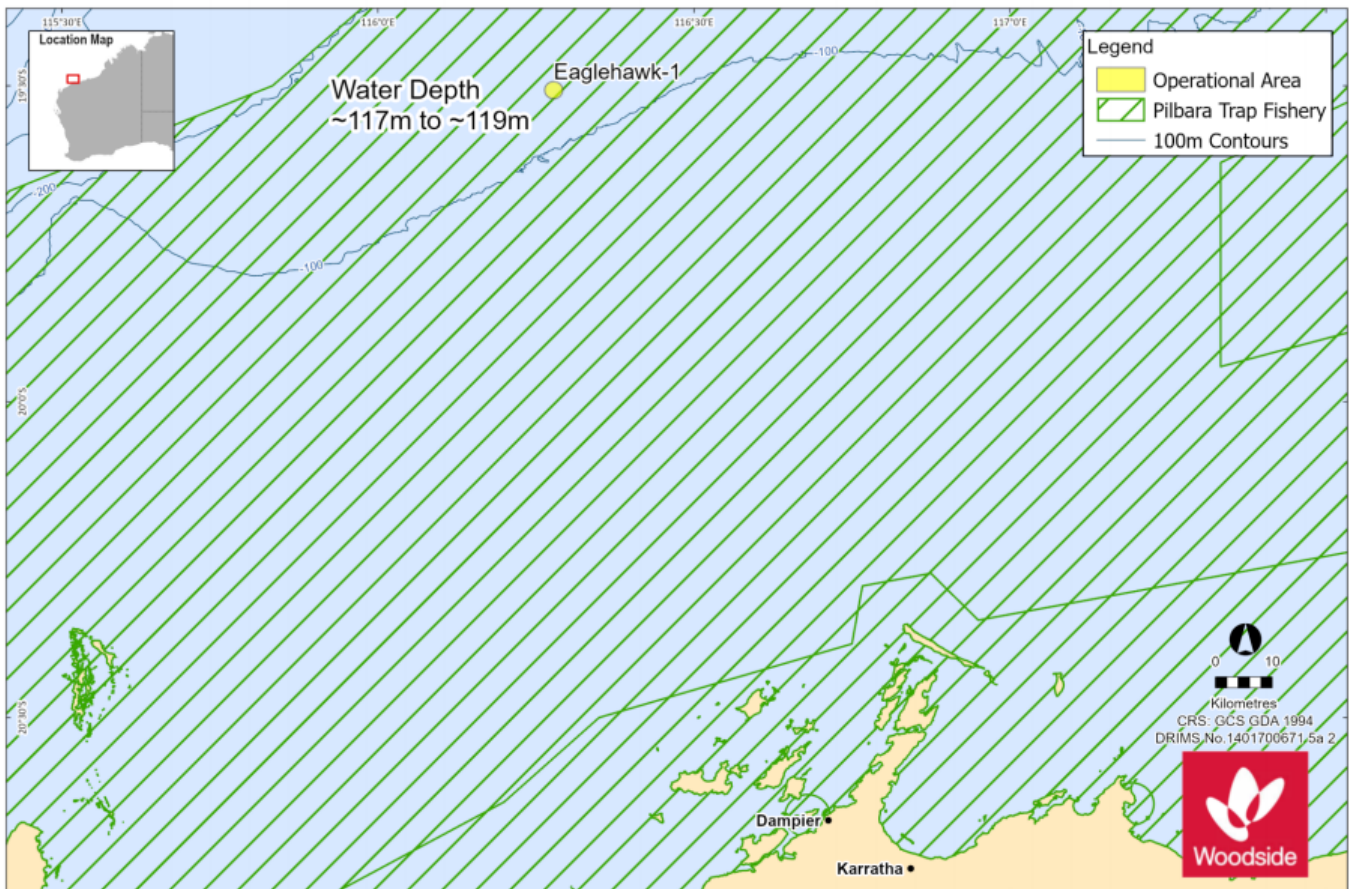 115°30'E
116°0'E
116°30'E
117°0'E
Location Map
19°30'S
Water Depth
~117m to ~119m
Eaglehawk-1
-100
Legend
Operational Area
Pilbara Trap Fishery
100m Contours
-200
-100
20°0'S
20°30'S
0 10
Kilometres
CRS: GCS GDA 1994
DRIMS No.1401700671.5a 2
Dampier
Karratha
Woodside